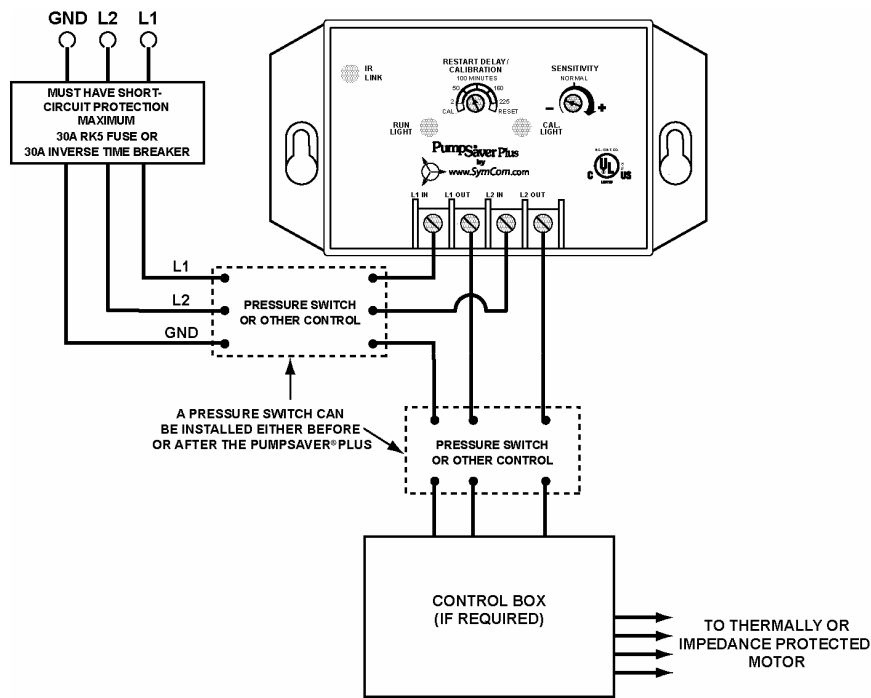 GND L2 L1
MUST HAVE SHORT-
CIRCUIT PROTECTION
MAXIMUM
30A RK5 FUSE OR
30A INVERSE TIME BREAKER
IR
LINK
RESTART DELAY/
CALIBRATION
100 MINUTES
50 160
2 225
CAL. RESET
SENSITIVITY
NORMAL
- +
RUN
LIGHT
CAL.
LIGHT
PumpSaver Plus
by
www.SymCom.com
C UL US
LISTED
L1 IN L1 OUT L2 IN L2 OUT
L1
L2
GND
PRESSURE SWITCH
OR OTHER CONTROL
A PRESSURE SWITCH CAN
BE INSTALLED EITHER BEFORE
OR AFTER THE PUMPSAVER® PLUS
PRESSURE SWITCH
OR OTHER CONTROL
CONTROL BOX
(IF REQUIRED)
TO THERMALLY OR
IMPEDANCE PROTECTED
MOTOR